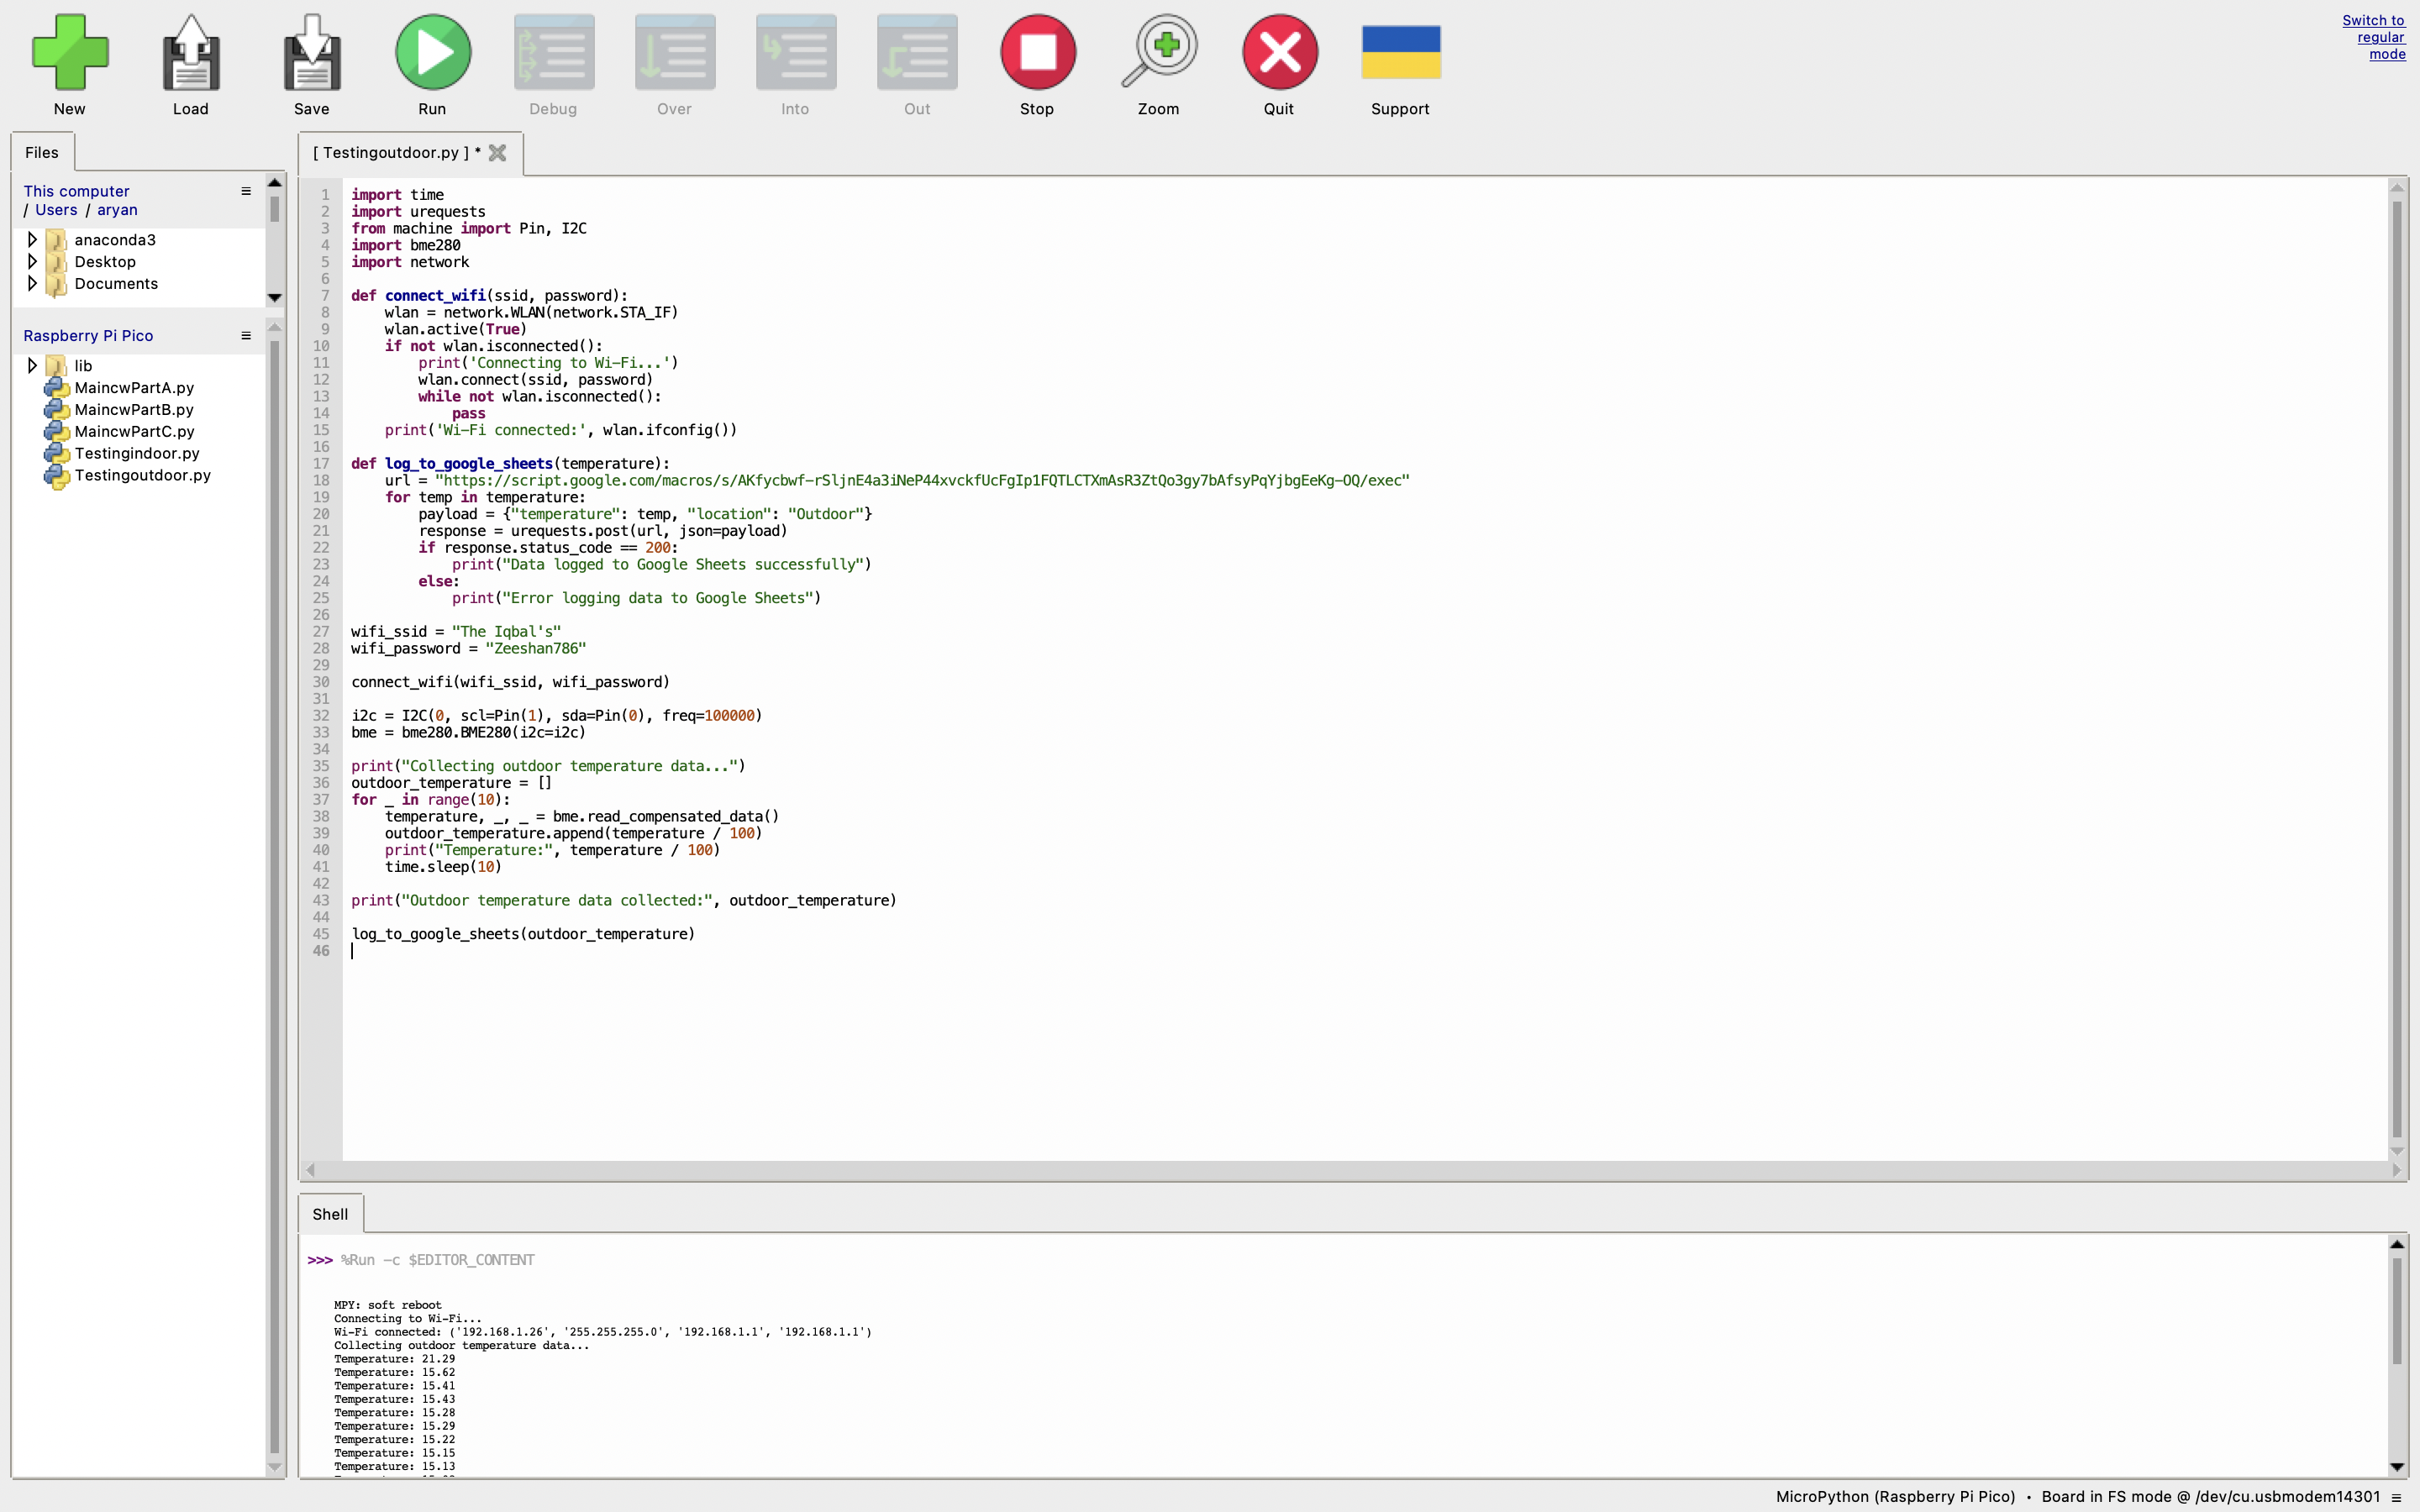 New
Load
Save
Run
Debug
Over
Into
Out
Stop
Zoom
Quit
Support
Switch to
regular
mode
Files
This computer
/ Users / aryan
anaconda3
Desktop
Documents
Raspberry Pi Pico
lib
MaincwPartA.py
MaincwPartB.py
MaincwPartC.py
Testingindoor.py
Testingoutdoor.py
[ Testingoutdoor.py ] *
1 import time
2 import urequests
3 from machine import Pin, I2C
4 import bme280
5 import network
6
7 def connect_wifi(ssid, password):
8     wlan = network.WLAN(network.STA_IF)
9     wlan.active(True)
10     if not wlan.isconnected():
11         print('Connecting to Wi-Fi...')
12         wlan.connect(ssid, password)
13         while not wlan.isconnected():
14             pass
15     print('Wi-Fi connected:', wlan.ifconfig())
16
17 def log_to_google_sheets(temperature):
18     url = "https://script.google.com/macros/s/AKfycbwf-rSljnE4a3iNeP44xvckfUcFgIp1FQTLCTXmAsR3ZtQo3gy7bAfsyPqYjbgEeKg-OQ/exec"
19     for temp in temperature:
20         payload = {"temperature": temp, "location": "Outdoor"}
21         response = urequests.post(url, json=payload)
22         if response.status_code == 200:
23             print("Data logged to Google Sheets successfully")
24         else:
25             print("Error logging data to Google Sheets")
26
27 wifi_ssid = "The Iqbal's"
28 wifi_password = "Zeeshan786"
29
30 connect_wifi(wifi_ssid, wifi_password)
31
32 i2c = I2C(0, scl=Pin(1), sda=Pin(0), freq=100000)
33 bme = bme280.BME280(i2c=i2c)
34
35 print("Collecting outdoor temperature data...")
36 outdoor_temperature = []
37 for _ in range(10):
38     temperature, _, _ = bme.read_compensated_data()
39     outdoor_temperature.append(temperature / 100)
40     print("Temperature:", temperature / 100)
41     time.sleep(10)
42
43 print("Outdoor temperature data collected:", outdoor_temperature)
44
45 log_to_google_sheets(outdoor_temperature)
46
Shell
>>> %Run -c $EDITOR_CONTENT
MPY: soft reboot
Connecting to Wi-Fi...
Wi-Fi connected: ('192.168.1.26', '255.255.255.0', '192.168.1.1', '192.168.1.1')
Collecting outdoor temperature data...
Temperature: 21.29
Temperature: 15.62
Temperature: 15.41
Temperature: 15.43
Temperature: 15.28
Temperature: 15.29
Temperature: 15.22
Temperature: 15.15
Temperature: 15.13
MicroPython (Raspberry Pi Pico) • Board in FS mode @ /dev/cu.usbmodem14301 ≡